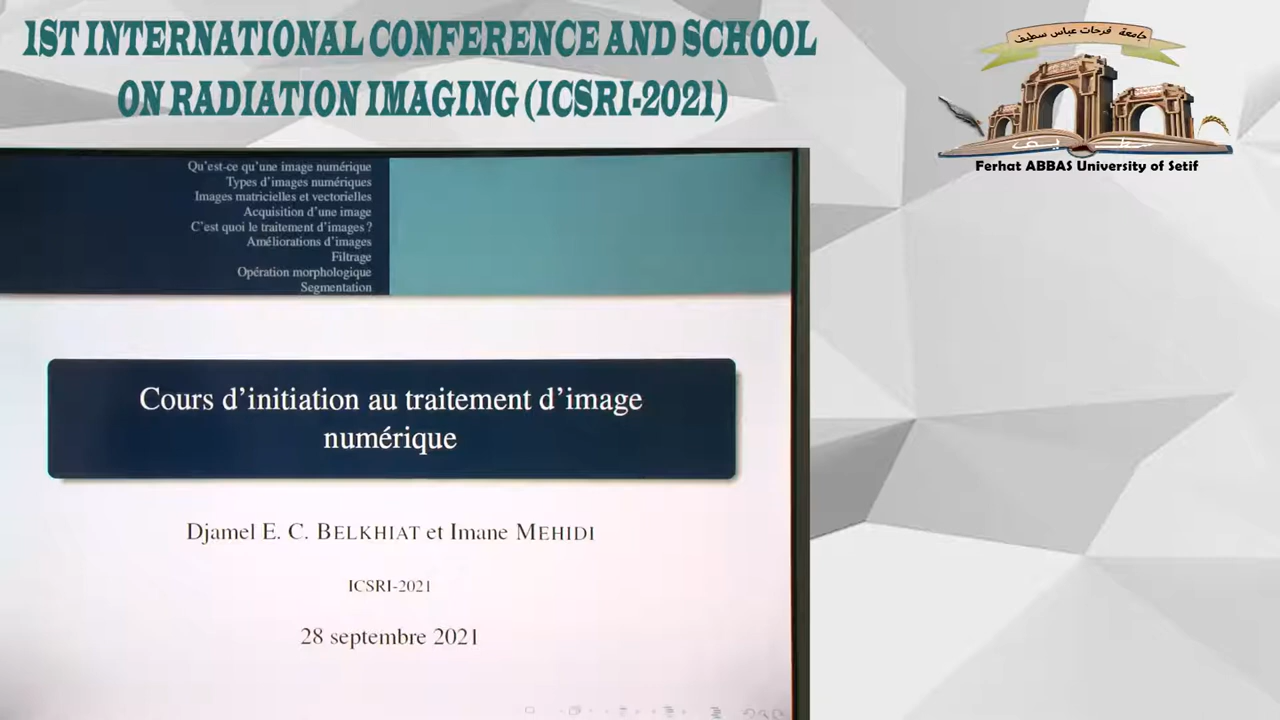 1ST INTERNATIONAL CONFERENCE AND SCHOOL
ON RADIATION IMAGING (ICSRI-2021)
جامعة فرحات عباس سطيف
سطيف
Ferhat ABBAS University of Setif
Qu'est-ce qu'une image numérique
Types d'images numériques
Images matricielles et vectorielles
Acquisition d'une image
C'est quoi le traitement d'images ?
Améliorations d'images
Filtrage
Opération morphologique
Segmentation
Cours d'initiation au traitement d'image
numérique
Djamel E. C. BELKHIAT et Imane MEHIDI
ICSRI-2021
28 septembre 2021